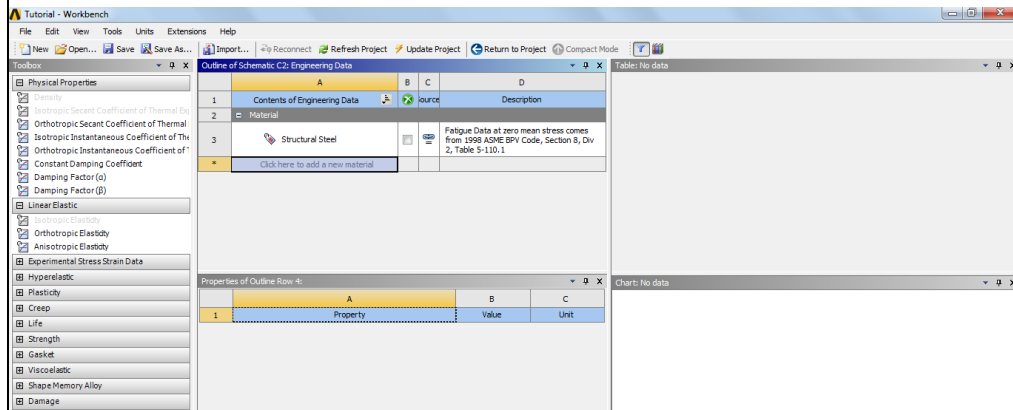 Tutorial - Workbench
File Edit View Tools Units Extensions Help
New Open... Save Save As... Import... Reconnect Refresh Project Update Project Return to Project Compact Mode
Toolbox
Physical Properties
Density
Isotropic Secant Coefficient of Thermal Exp
Orthotropic Secant Coefficient of Thermal
Isotropic Instantaneous Coefficient of The
Orthotropic Instantaneous Coefficient of T
Constant Damping Coefficient
Damping Factor (α)
Damping Factor (β)
Linear Elastic
Isotropic Elasticity
Orthotropic Elasticity
Anisotropic Elasticity
Experimental Stress Strain Data
Hyperelastic
Plasticity
Creep
Life
Strength
Gasket
Viscoelastic
Shape Memory Alloy
Damage
Outline of Schematic C2: Engineering Data
A B C D
1 Contents of Engineering Data ource Description
2 Material
3 Structural Steel Fatigue Data at zero mean stress comes
from 1998 ASME BPV Code, Section 8, Div
2, Table 5-110.1
* Click here to add a new material
Properties of Outline Row 4:
A B C
1 Property Value Unit
Table: No data
Chart: No data